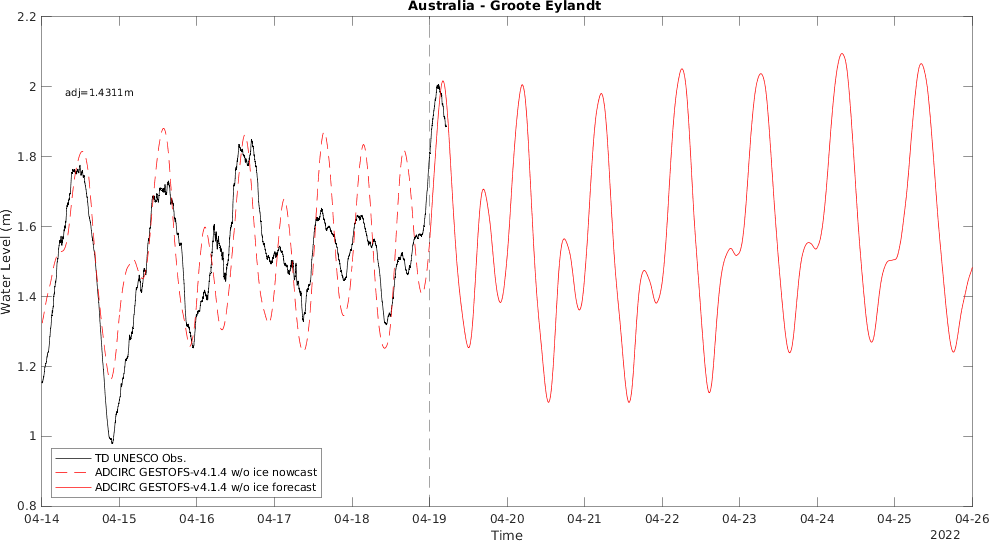 Australia - Groote Eylandt
2.2
2
1.8
1.6
1.4
1.2
1
0.8
Water Level (m)
adj=1.4311m
TD UNESCO Obs.
ADCIRC GESTOFS-v4.1.4 w/o ice nowcast
ADCIRC GESTOFS-v4.1.4 w/o ice forecast
04-14 04-15 04-16 04-17 04-18 04-19 04-20 04-21 04-22 04-23 04-24 04-25 04-26
Time
2022